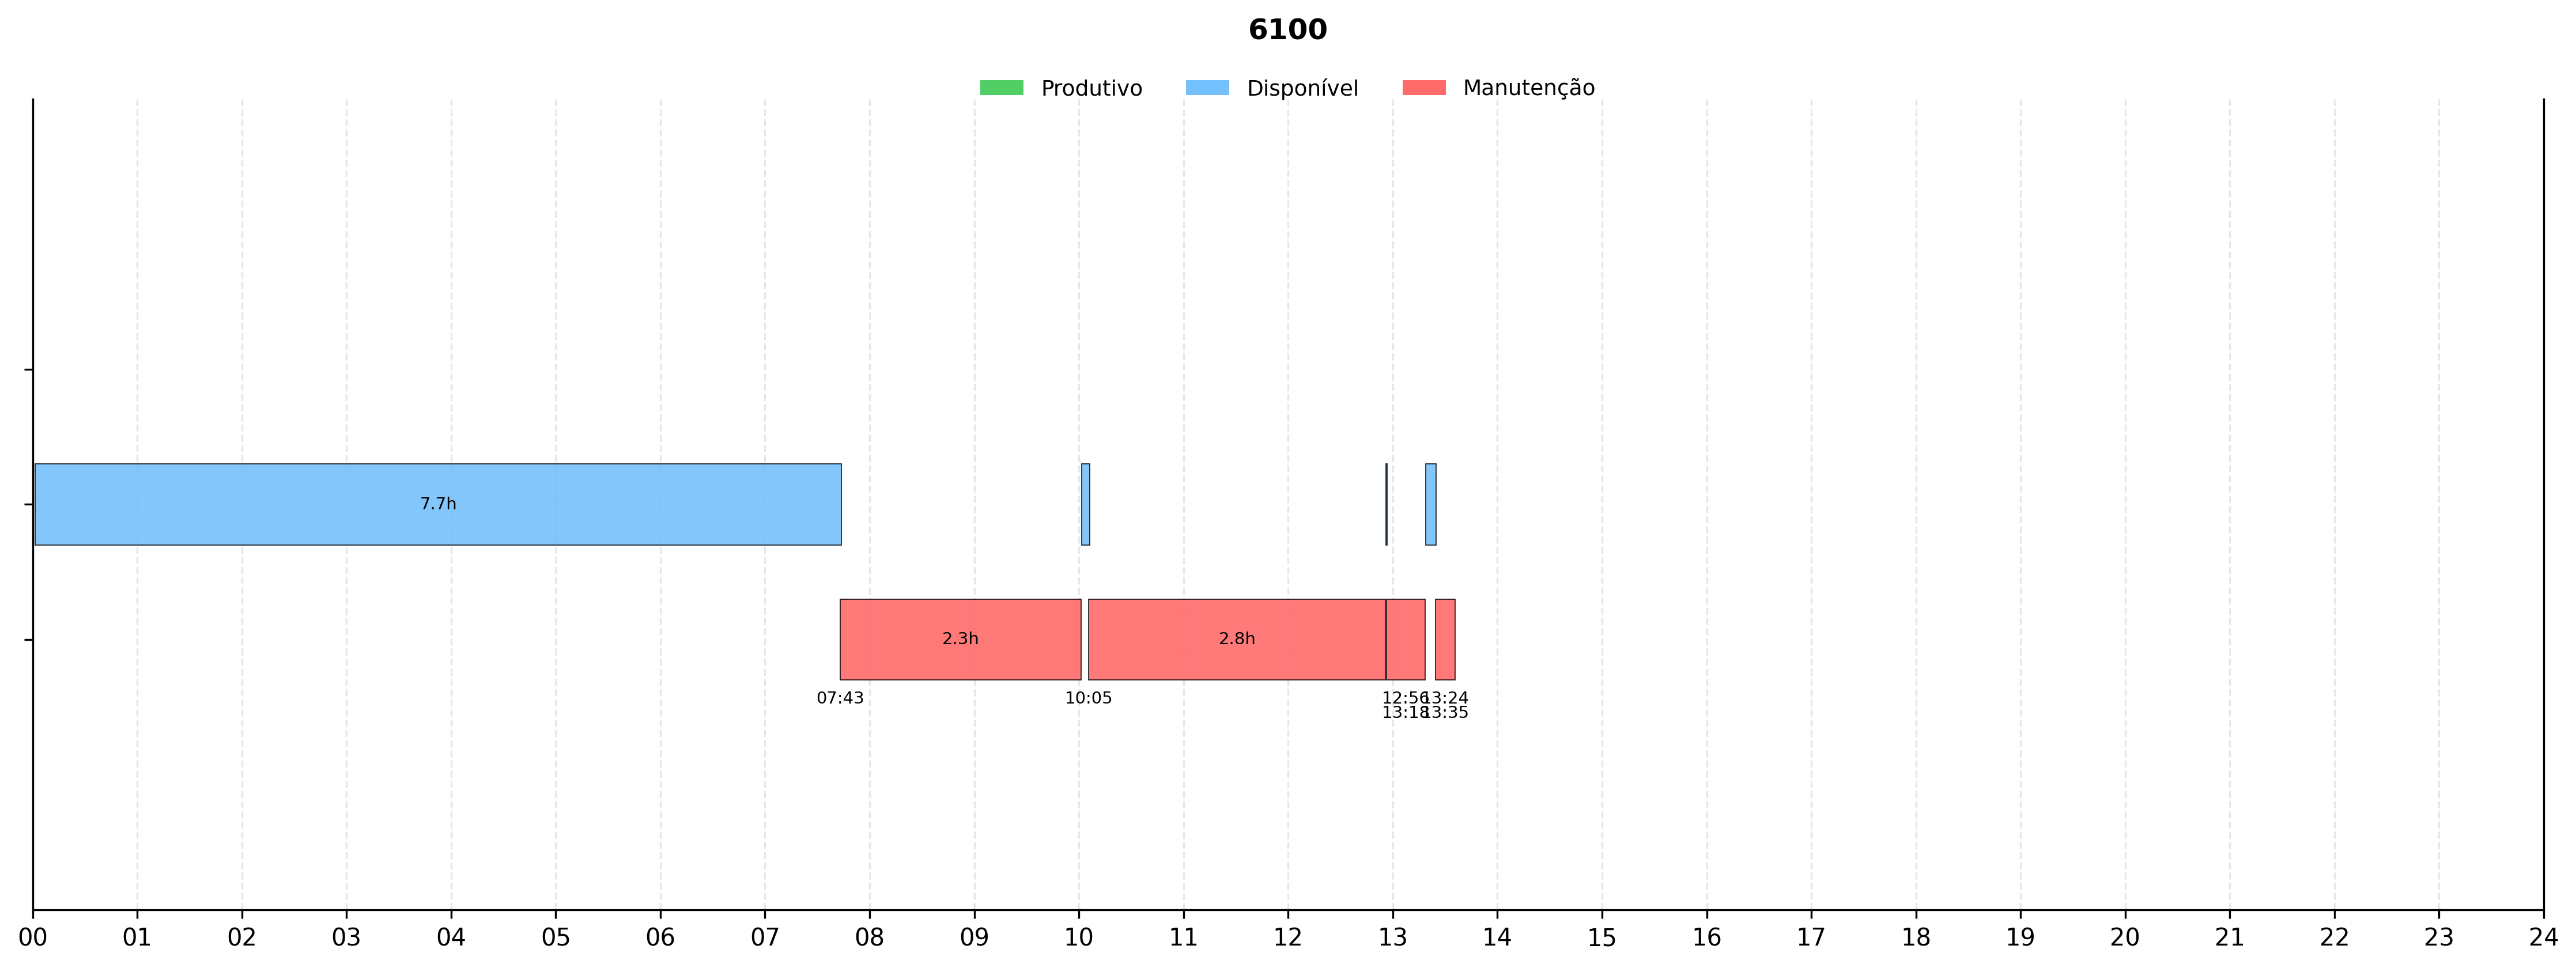 6100
Produtivo Disponível Manutenção
7.7h
2.3h 2.8h
07:43 10:05 12:56 13:24
13:18 13:35
00 01 02 03 04 05 06 07 08 09 10 11 12 13 14 15 16 17 18 19 20 21 22 23 24